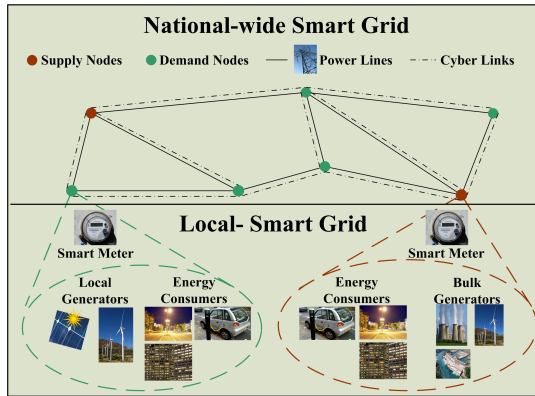 National-wide Smart Grid
Supply Nodes Demand Nodes Power Lines Cyber Links
Local- Smart Grid
Smart Meter Smart Meter
Local Generators Energy Consumers Energy Consumers Bulk Generators